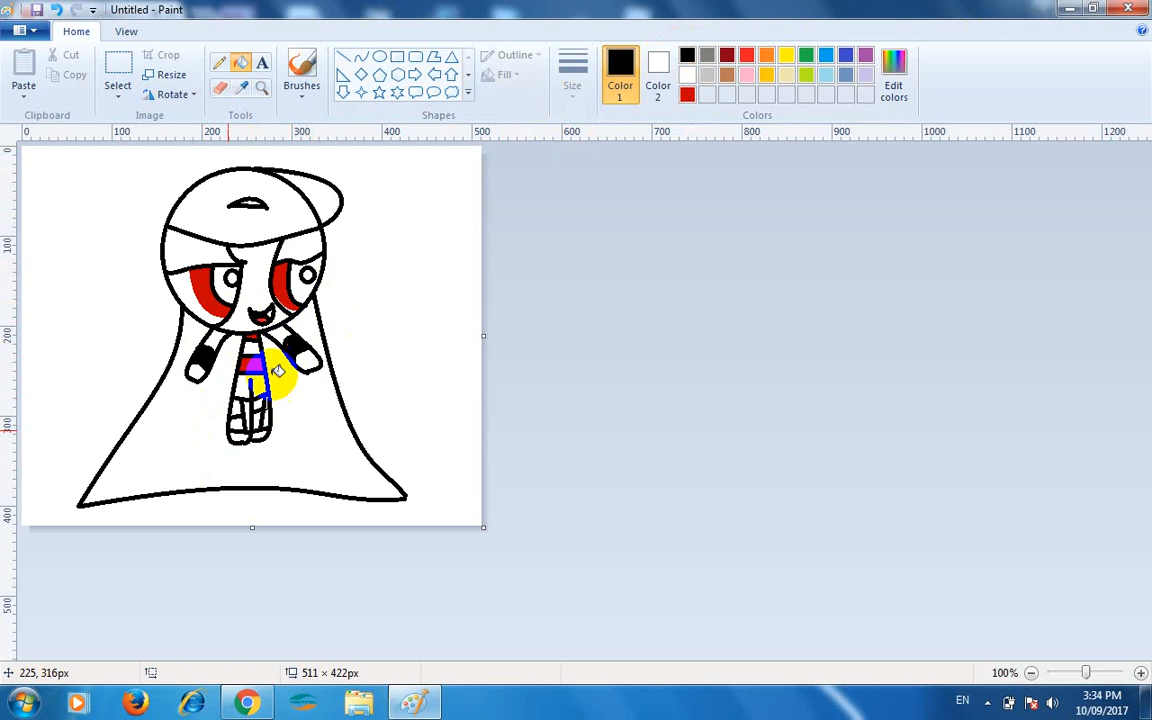 Untitled - Paint
Home View
Paste
Cut
Copy
Clipboard
Select
Crop
Resize
Rotate
Image
A
Tools
Brushes
Outline
Fill
Shapes
Size
Color 1
Color 2
Edit colors
Colors
0 100 200 300 400 500 600 700 800 900 1000 1100 1200
0
100
200
300
400
500
225, 316px
511 × 422px
100%
EN
3:34 PM
10/09/2017